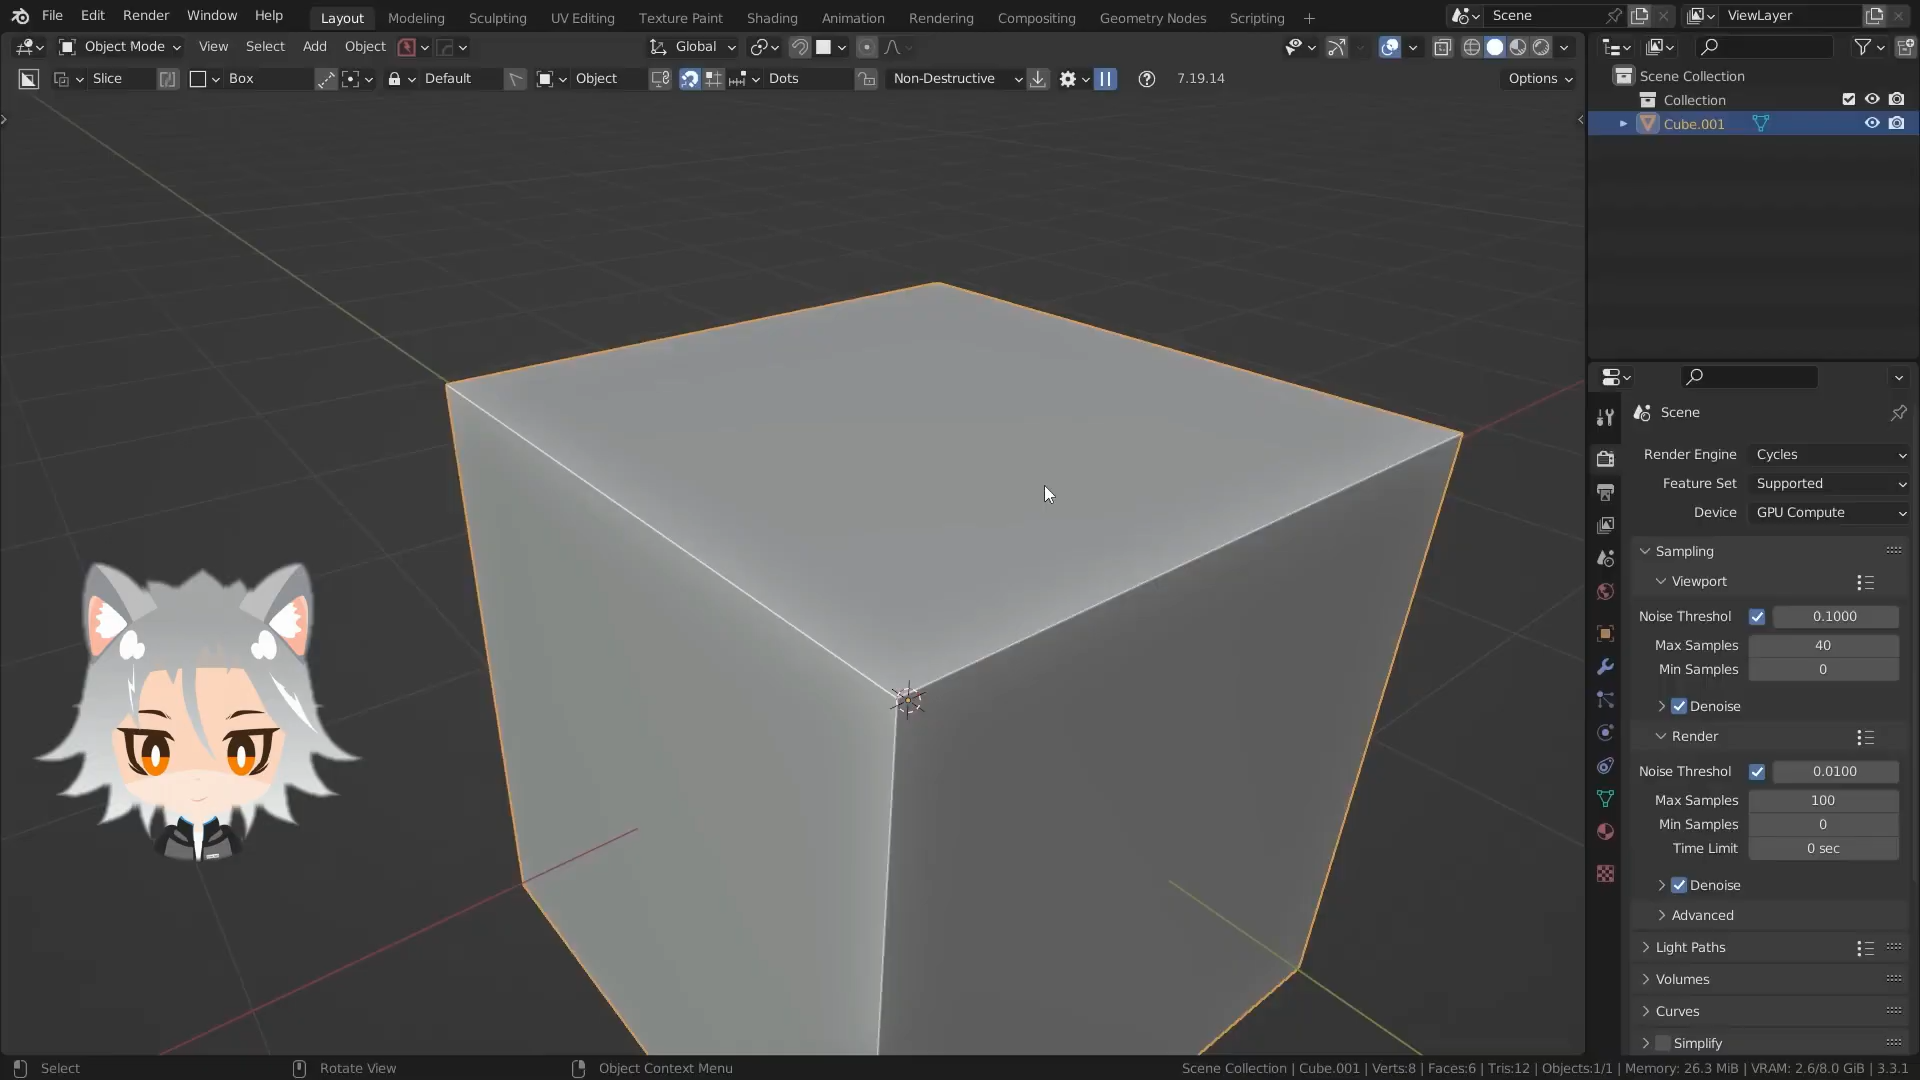 File Edit Render Window Help Layout Modeling Sculpting UV Editing Texture Paint Shading Animation Rendering Compositing Geometry Nodes Scripting + Scene ViewLayer
Object Mode View Select Add Object Global
Slice Box Default Object Dots Non-Destructive 7.19.14 Options
Scene Collection
Collection
Cube.001
Scene
Render Engine Cycles
Feature Set Supported
Device GPU Compute
Sampling
Viewport
Noise Threshol 0.1000
Max Samples 40
Min Samples 0
Denoise
Render
Noise Threshol 0.0100
Max Samples 100
Min Samples 0
Time Limit 0 sec
Denoise
Advanced
Light Paths
Volumes
Curves
Simplify
Select Rotate View Object Context Menu Scene Collection | Cube.001 | Verts:8 | Faces:6 | Tris:12 | Objects:1/1 | Memory: 26.3 MiB | VRAM: 2.6/8.0 GiB | 3.3.1